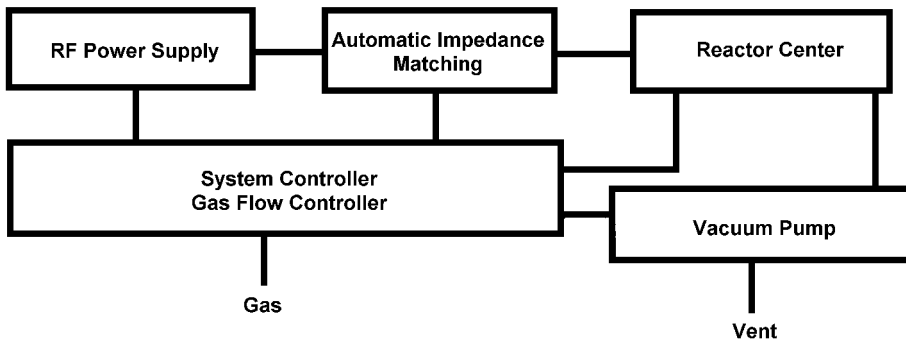 RF Power Supply
Automatic Impedance
Matching
Reactor Center
System Controller
Gas Flow Controller
Vacuum Pump
Gas
Vent